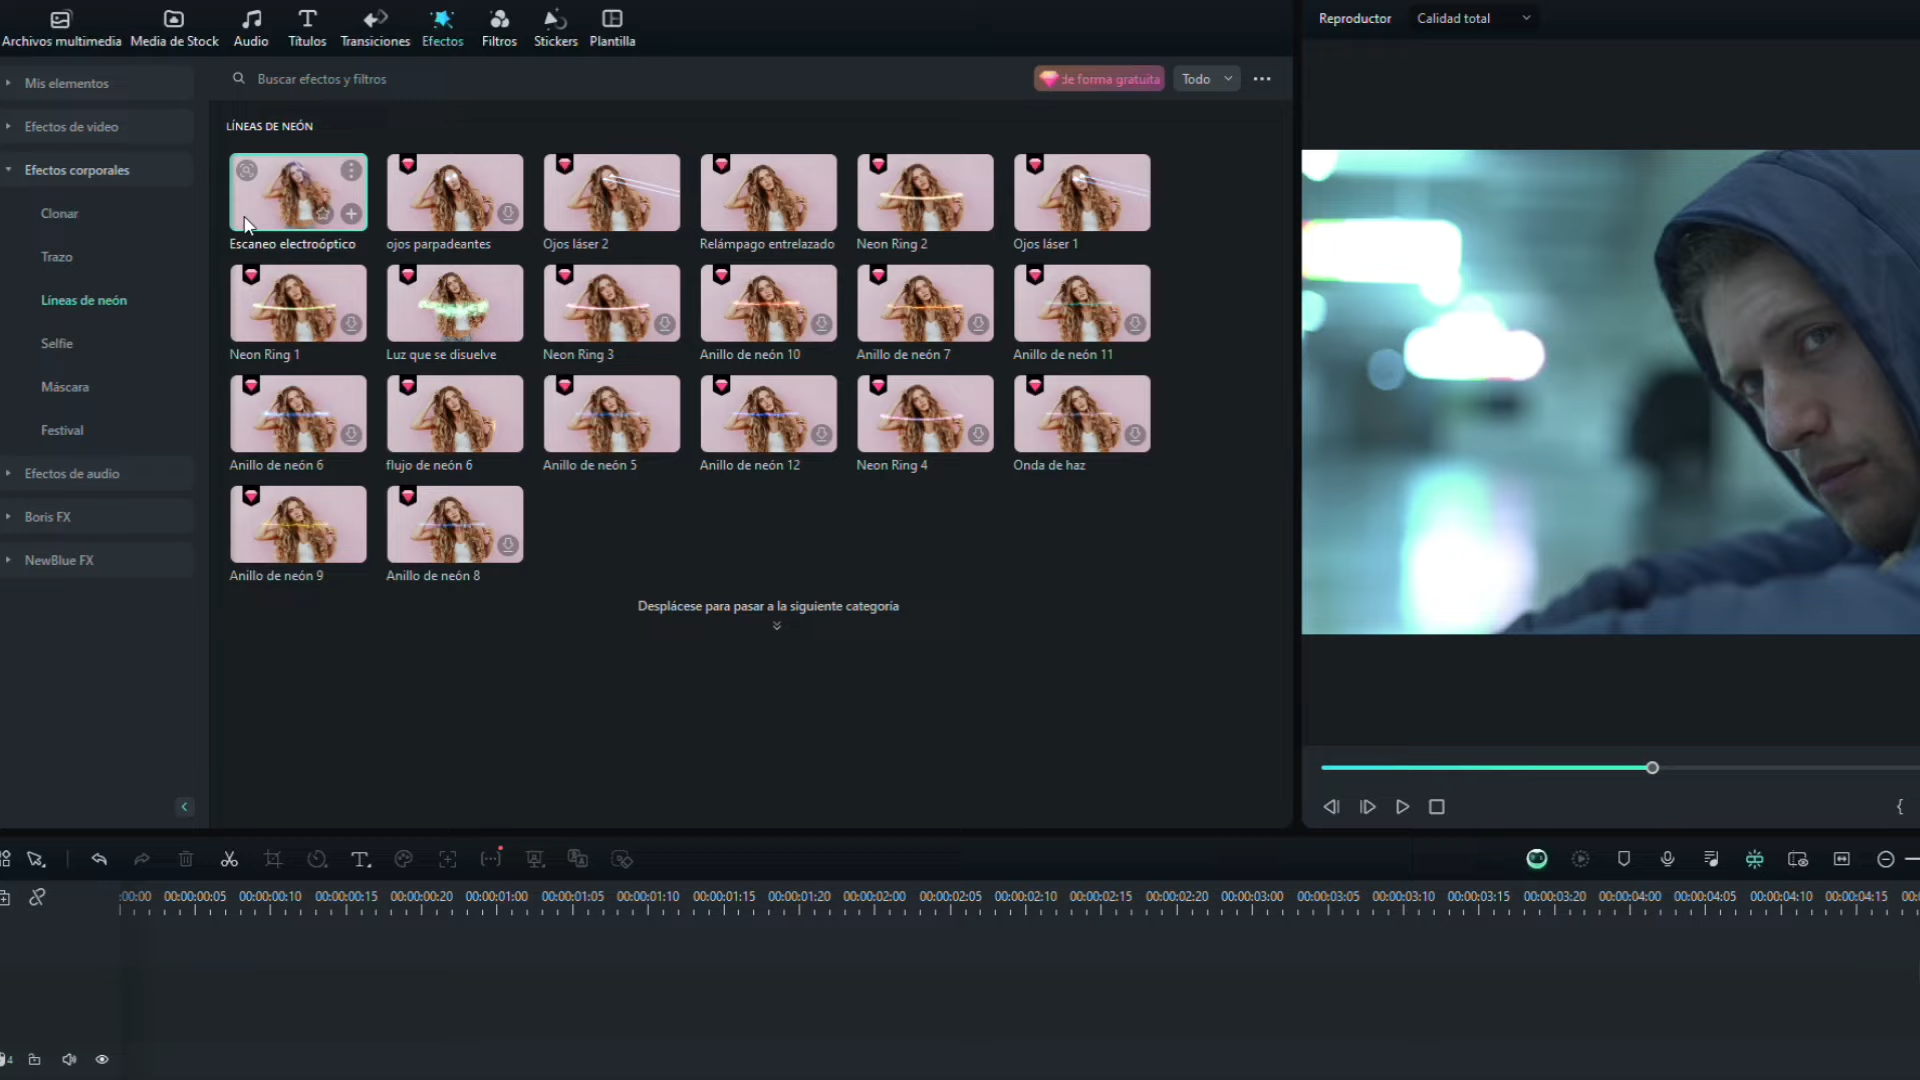 Archivos multimedia
Media de Stock
Audio
Títulos
Transiciones
Efectos
Filtros
Stickers
Plantilla
Reproductor
Calidad total
Mis elementos
Efectos de video
Efectos corporales
Clonar
Trazo
Líneas de neón
Selfie
Máscara
Festival
Efectos de audio
Boris FX
NewBlue FX
Buscar efectos y filtros
de forma gratuita
Todo
LÍNEAS DE NEÓN
Escaneo electroóptico
ojos parpadeantes
Ojos láser 2
Relámpago entrelazado
Neon Ring 2
Ojos láser 1
Neon Ring 1
Luz que se disuelve
Neon Ring 3
Anillo de neón 10
Anillo de neón 7
Anillo de neón 11
Anillo de neón 6
flujo de neón 6
Anillo de neón 5
Anillo de neón 12
Neon Ring 4
Onda de haz
Anillo de neón 9
Anillo de neón 8
Desplácese para pasar a la siguiente categoría
{
:00:00 00:00:00:05 00:00:00:10 00:00:00:15 00:00:00:20 00:00:01:00 00:00:01:05 00:00:01:10 00:00:01:15 00:00:01:20 00:00:02:00 00:00:02:05 00:00:02:10 00:00:02:15 00:00:02:20 00:00:03:00 00:00:03:05 00:00:03:10 00:00:03:15 00:00:03:20 00:00:04:00 00:00:04:05 00:00:04:10 00:00:04:15 00:
4